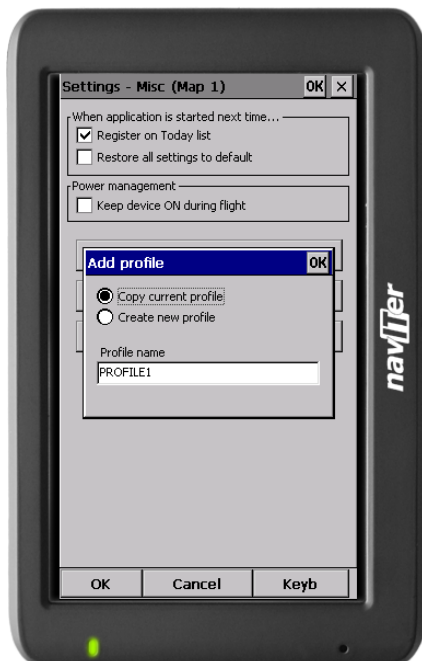 Settings - Misc (Map 1) OK
When application is started next time...
Register on Today list
Restore all settings to default
Power management
Keep device ON during flight
Add profile OK
Copy current profile
Create new profile
Profile name
PROFILE1
OK Cancel Keyb
naviter